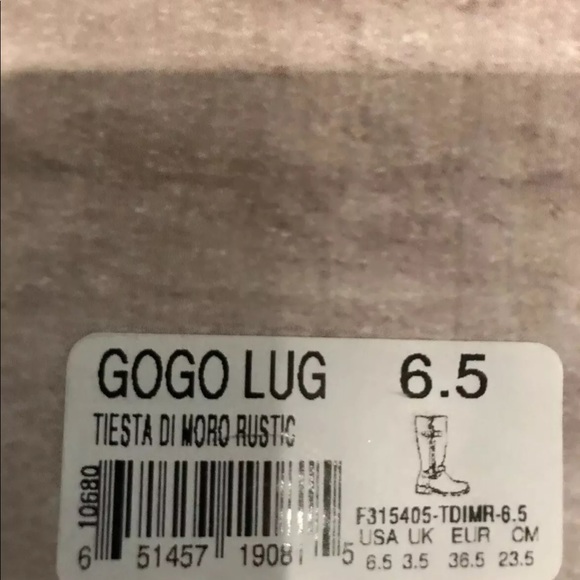 GOGO LUG 6.5
TIESTA DI MORO RUSTIC
10680
6 51457 19081 5
F315405-TDIMR-6.5
USA UK EUR CM
6.5 3.5 36.5 23.5